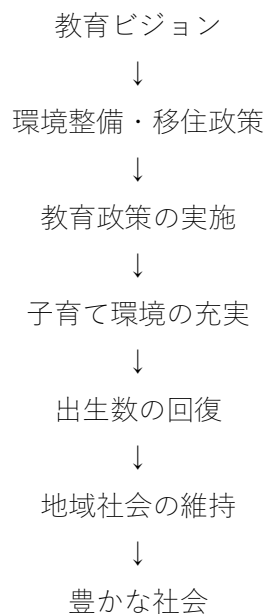 教育ビジョン
↓
環境整備・移住政策
↓
教育政策の実施
↓
子育て環境の充実
↓
出生数の回復
↓
地域社会の維持
↓
豊かな社会